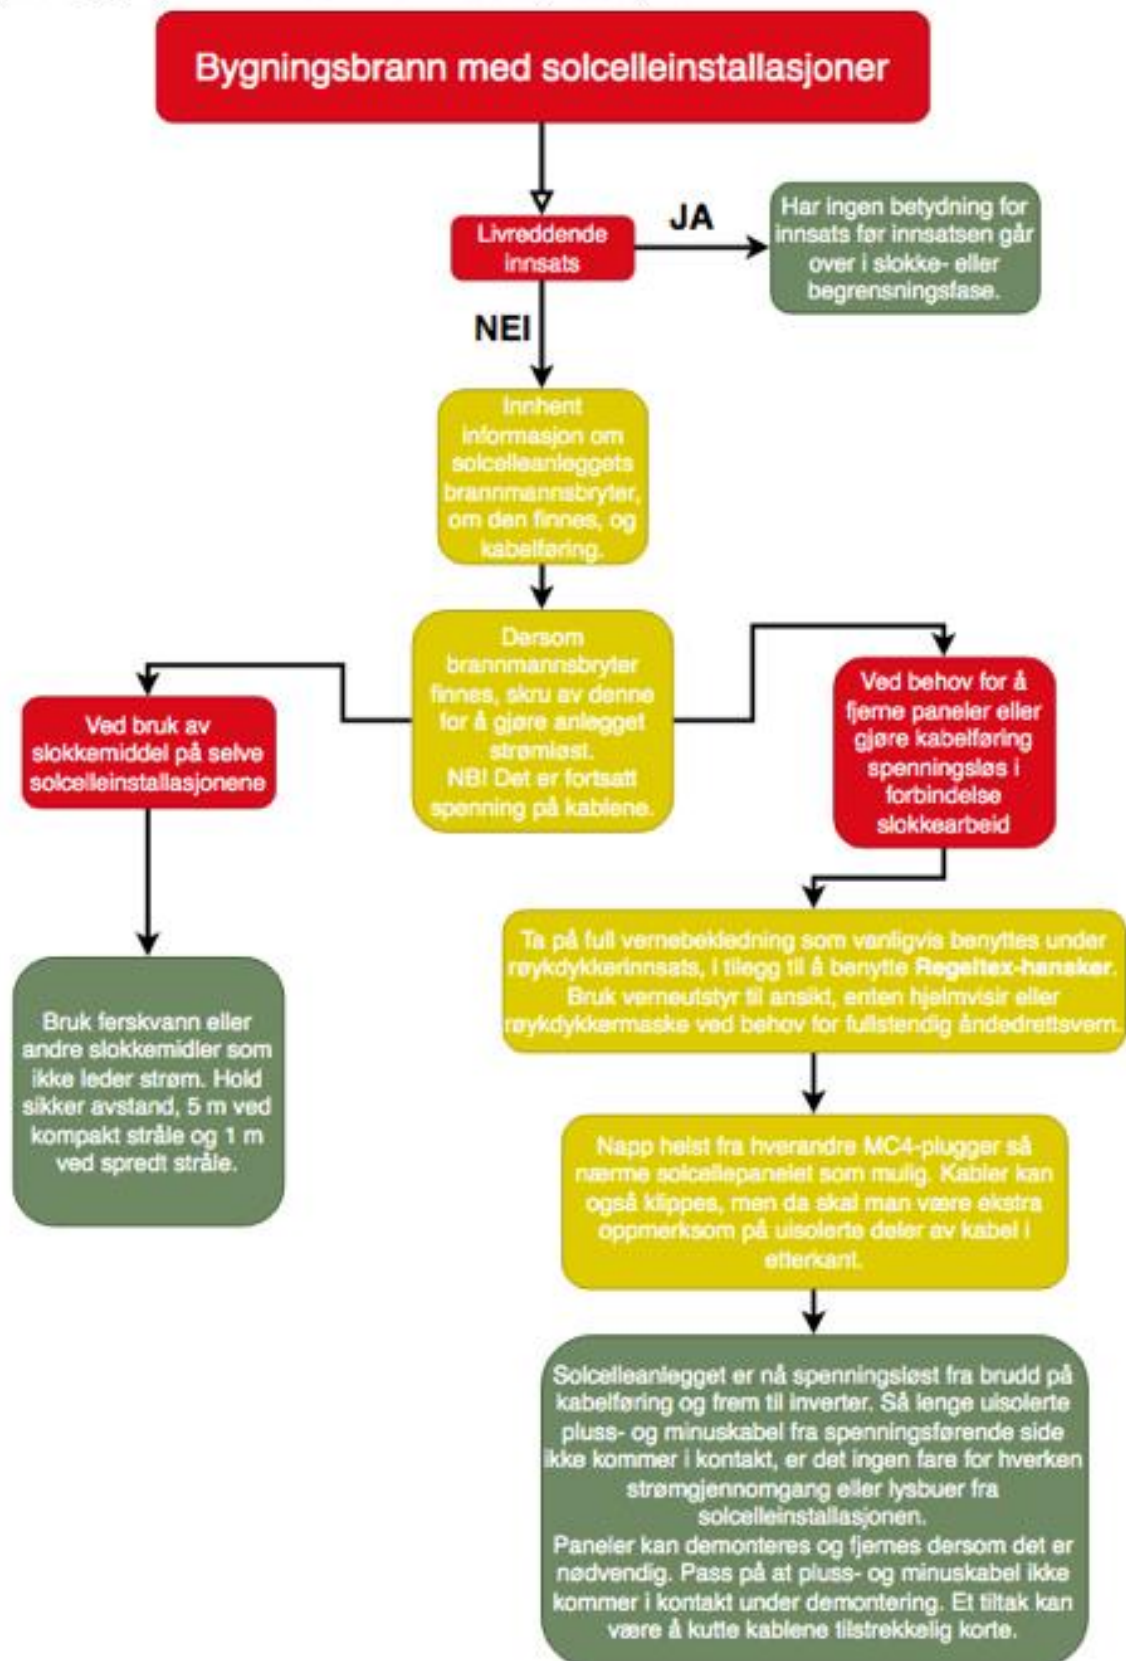 Bygningsbrann med solcelleinstallasjoner
Livreddende
innsats
JA
Har ingen betydning for
innsats før innsatsen går
over i slokke- eller
begrensningsfase.
NEI
Innhent
informasjon om
solcelleanleggets
brannmannsbryter,
om den finnes, og
kabelføring.
Dersom
brannmannsbryter
finnes, skru av denne
for å gjøre anlegget
strømløst.
NB! Det er fortsatt
spenning på kablene.
Ved bruk av
slokkemiddel på selve
solcelleinstallasjonene
Bruk ferskvann eller
andre slokkemidler som
ikke leder strøm. Hold
sikker avstand, 5 m ved
kompakt stråle og 1 m
ved spredt stråle.
Ved behov for å
fjerne paneler eller
gjøre kabelføring
spenningsløs i
forbindelse
slokkearbeid
Ta på full vernebekledning som vanligvis benyttes under
røykdykkerinnsats, i tilegg til å benytte Regeltex-hansker.
Bruk verneutstyr til ansikt, enten hjelmvisir eller
røykdykkermaske ved behov for fullstendig åndedrettsvern.
Napp helst fra hverandre MC4-plugger så
nærme solcellepanelet som mulig. Kabler kan
også klippes, men da skal man være ekstra
oppmerksom på uisolerte deler av kabel i
etterkant.
Solcelleanlegget er nå spenningsløst fra brudd på
kabelføring og frem til inverter. Så lenge uisolerte
pluss- og minuskabel fra spenningsførende side
ikke kommer i kontakt, er det ingen fare for hverken
strømgjennomgang eller lysbuer fra
solcelleinstallasjonen.
Paneler kan demonteres og fjernes dersom det er
nødvendig. Pass på at pluss- og minuskabel ikke
kommer i kontakt under demontering. Et tiltak kan
være å kutte kablene tilstrekkelig korte.